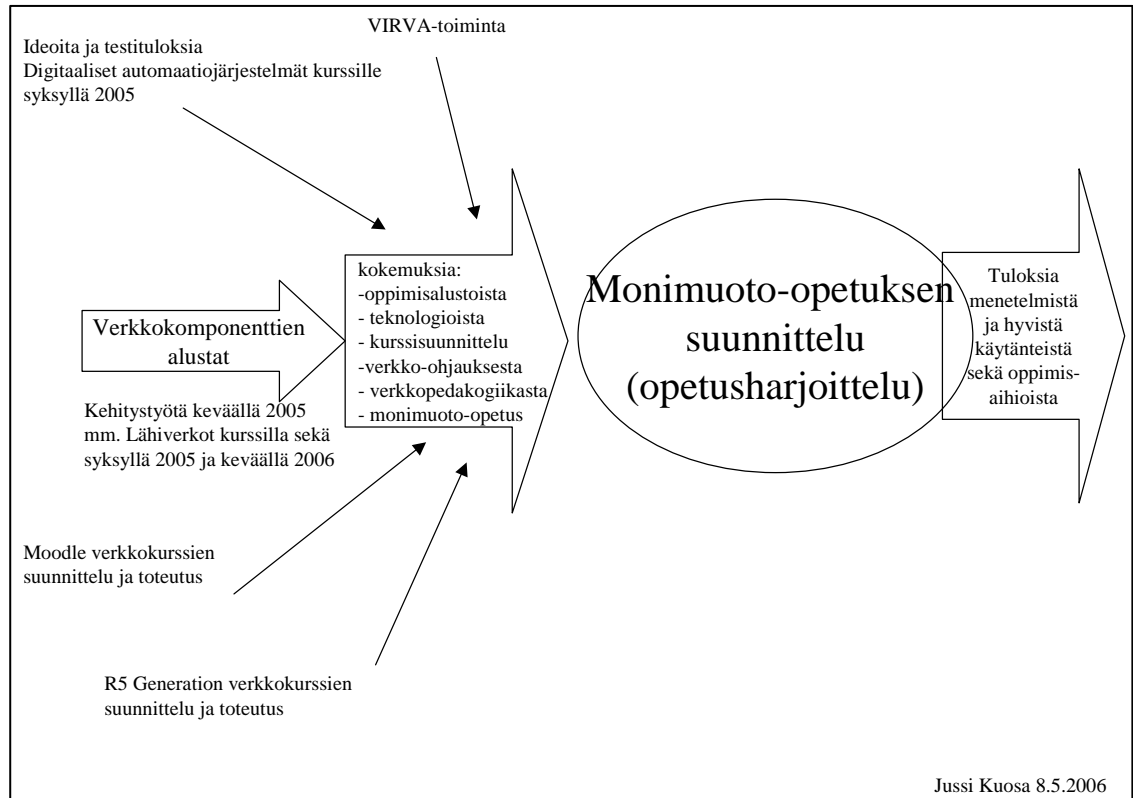 VIRVA-toiminta
Ideoita ja testituloksia
Digitaaliset automaatiojärjestelmät kurssille
syksyllä 2005
Verkkokomponenttien
alustat
Kehitystyötä keväällä 2005
mm. Lähiverkot kurssilla sekä
syksyllä 2005 ja keväällä 2006
kokemuksia:
-oppimisalustoista
- teknologioista
- kurssisuunnittelu
-verkko-ohjauksesta
- verkkopedakogiikasta
- monimuoto-opetus
Monimuoto-opetuksen
suunnittelu
(opetusharjoittelu)
Tuloksia
menetelmistä
ja hyvistä
käytänteistä
sekä oppimis-
aihioista
Moodle verkkokurssien
suunnittelu ja toteutus
R5 Generation verkkokurssien
suunnittelu ja toteutus
Jussi Kuosa 8.5.2006